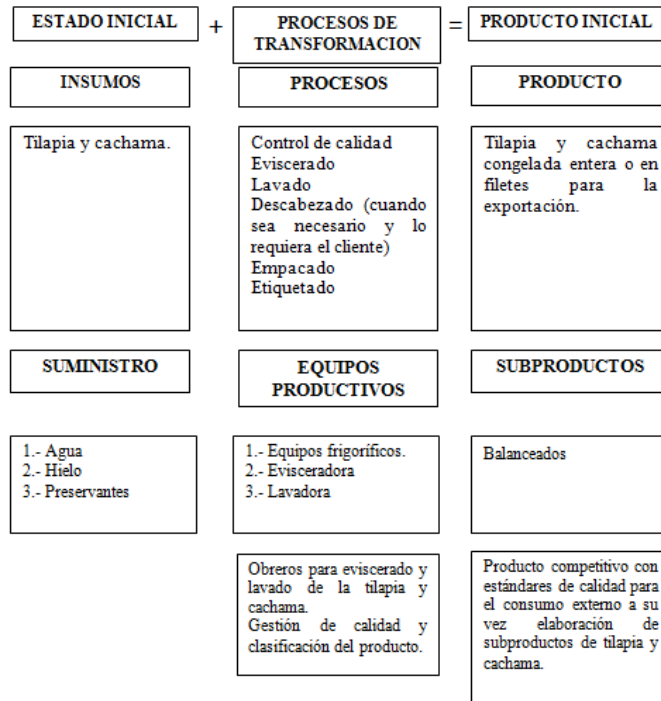 ESTADO INICIAL + PROCESOS DE = PRODUCTO INICIAL
TRANSFORMACION
INSUMOS
PROCESOS
PRODUCTO
Tilapia y cachama.
Control de calidad
Eviscerado
Lavado
Descabezado (cuando
sea necesario y lo
requiera el cliente)
Empacado
Etiquetado
Tilapia y cachama
congelada entera o en
filetes para la
exportación.
SUMINISTRO
EQUIPOS
PRODUCTIVOS
SUBPRODUCTOS
1.- Agua
2.- Hielo
3.- Preservantes
1.- Equipos frigoríficos.
2.- Evisceradora
3.- Lavadora
Balanceados
Obreros para eviscerado y
lavado de la tilapia y
cachama.
Gestión de calidad y
clasificación del producto.
Producto competitivo con
estándares de calidad para
el consumo externo a su
vez elaboración de
subproductos de tilapia y
cachama.